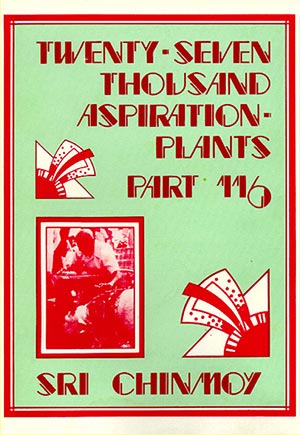 TWENTY-SEVEN
THOUSAND
ASPIRATION-
PLANTS
PART 116
SRI CHINMOY